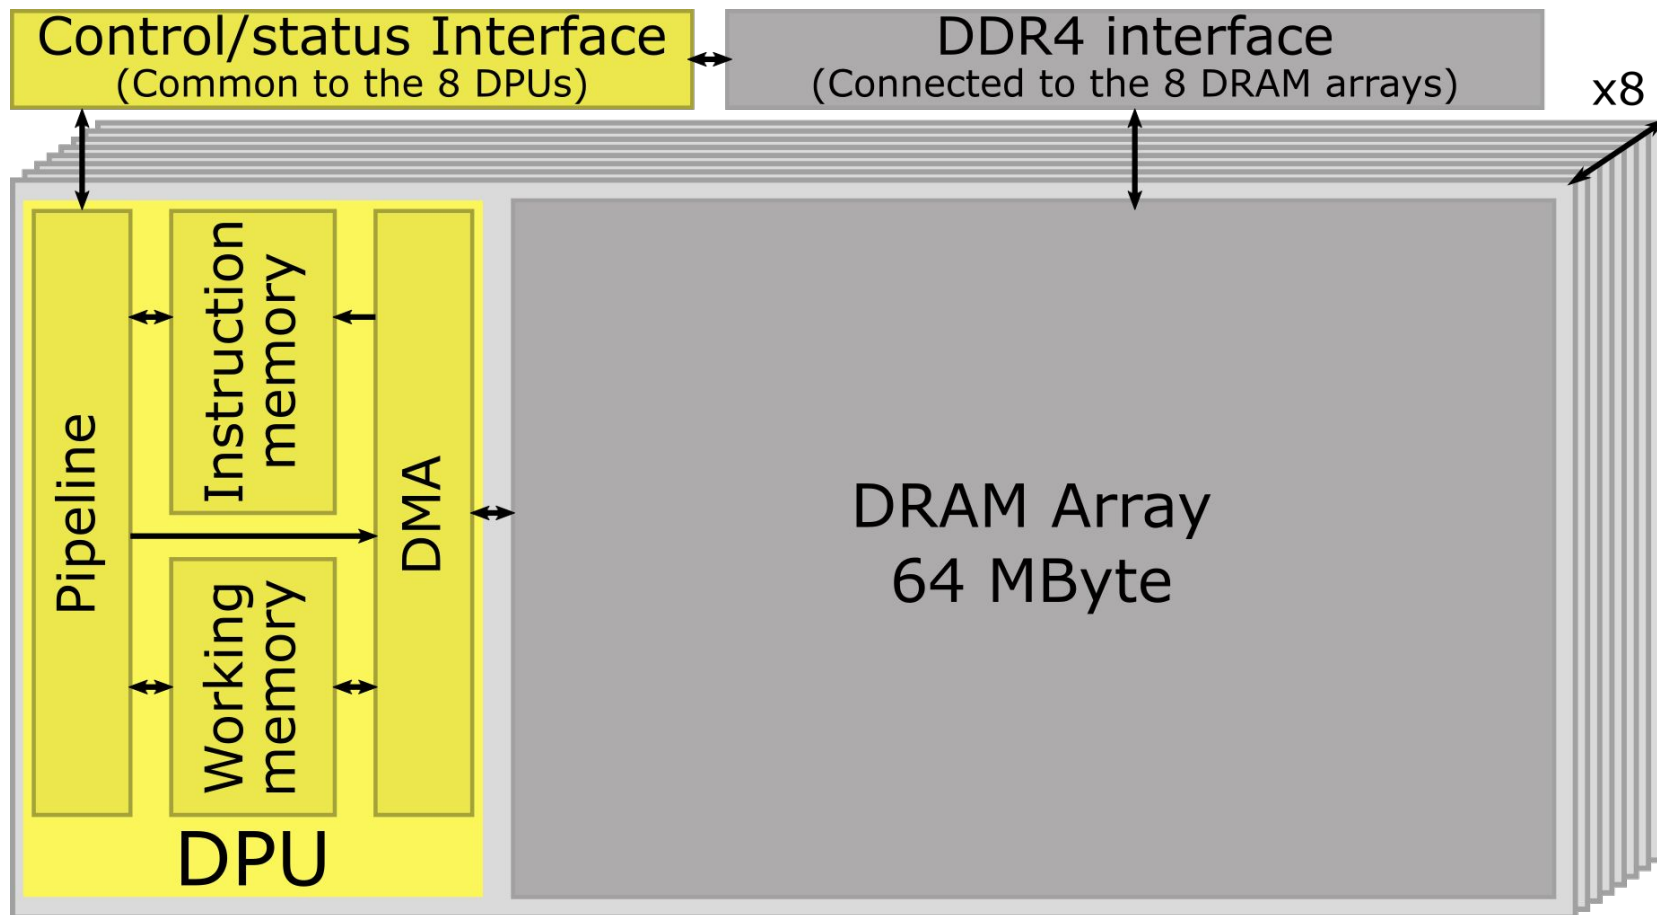 Control/status Interface
(Common to the 8 DPUs)
DDR4 interface
(Connected to the 8 DRAM arrays)
x8
Pipeline
Instruction
memory
Working
memory
DMA
DPU
DRAM Array
64 MByte